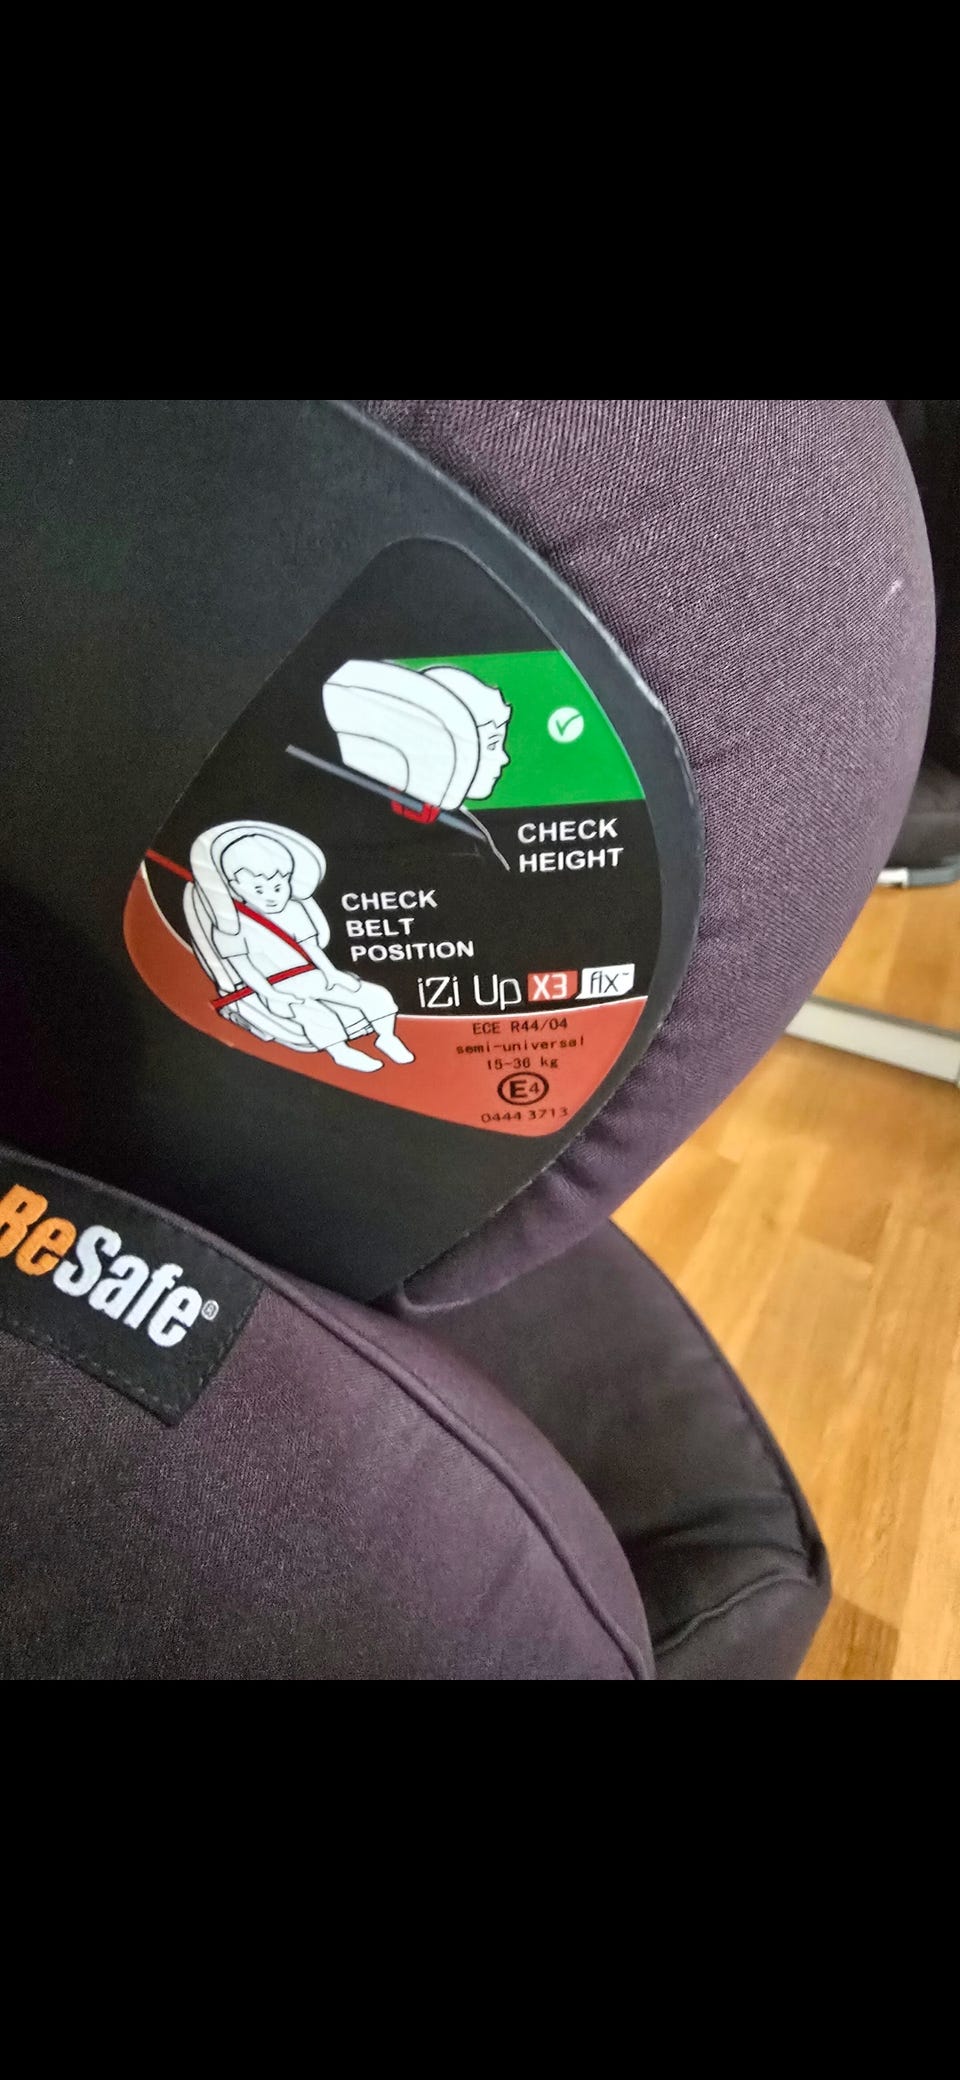 CHECK
HEIGHT
CHECK
BELT
POSITION
iZi Up X3 fix™
ECE R44/04
semi-universal
15-36 kg
E4
0444 3713
BeSafe®